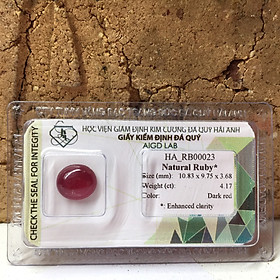 HỌC VIỆN GIÁM ĐỊNH KIM CƯƠNG ĐÁ QUÝ HẢI ANH
GIẤY KIỂM ĐỊNH ĐÁ QUÝ
AIGD LAB
HA_RB00023
Natural Ruby*
Size (mm): 10.83 x 9.75 x 3.68
Weight (ct): 4.17
Color: Dark red
*: Enhanced clarity
CHECK THE SEAL FOR INTEGRITY